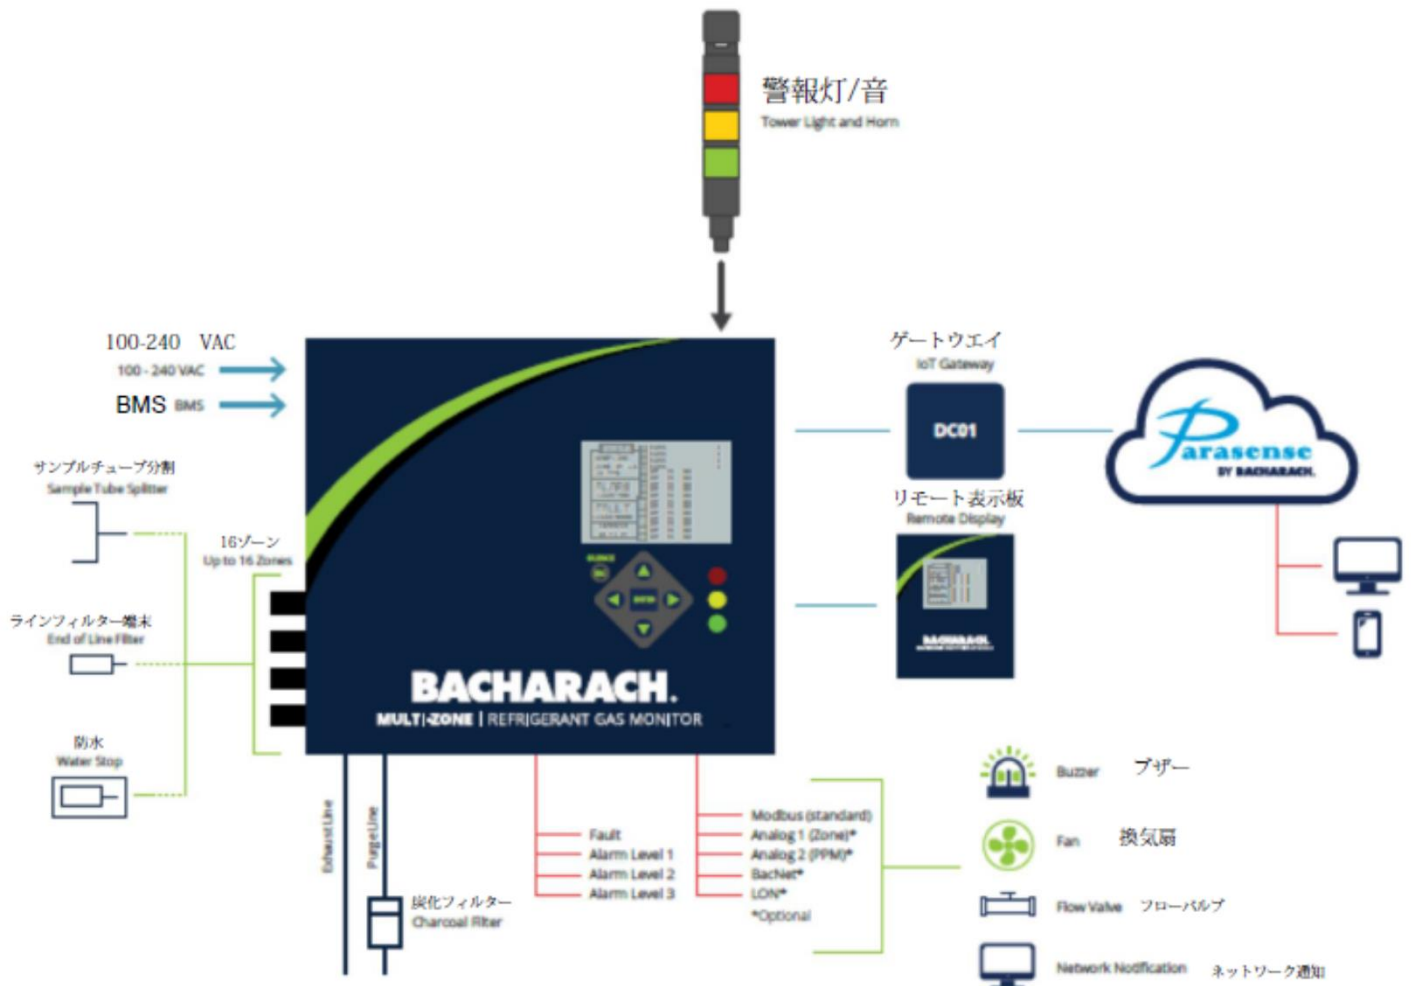 警報灯/音
Tower Light and Horn
100-240 VAC
100 - 240 VAC
BMS BMS
サンプルチューブ分割
Sample Tube Splitter
16ゾーン
Up to 16 Zones
ラインフィルター端末
End of Line Filter
防水
Water Stop
ゲートウエイ
IoT Gateway
DC01
Parasense
BY BACHARACH.
リモート表示板
Remote Display
BACHARACH.
ENTER
BACHARACH.
MULTI-ZONE | REFRIGERANT GAS MONITOR
Exhaust Line
Purge Line
炭化フィルター
Charcoal Filter
Fault
Alarm Level 1
Alarm Level 2
Alarm Level 3
Modbus (standard)
Analog 1 (Zone)*
Analog 2 (PPM)*
BacNet*
LON*
*Optional
Buzzer ブザー
Fan 換気扇
Flow Valve フローバルブ
Network Notification ネットワーク通知